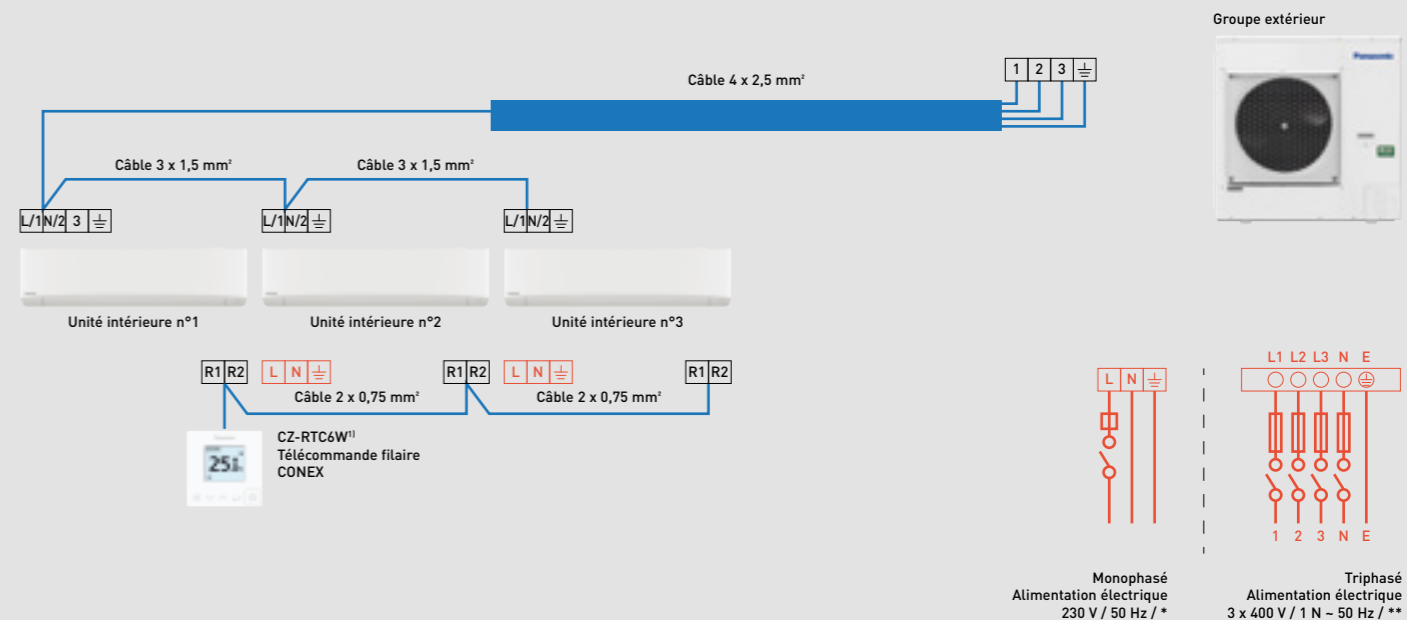 Groupe extérieur
Panasonic
Câble 4 x 2,5 mm²
1 2 3
Câble 3 x 1,5 mm²
Câble 3 x 1,5 mm²
L/1 N/2 3
L/1 N/2
L/1 N/2
Unité intérieure n°1
Unité intérieure n°2
Unité intérieure n°3
R1 R2
L N
R1 R2
L N
R1 R2
Câble 2 x 0,75 mm²
Câble 2 x 0,75 mm²
CZ-RTC6W¹⁾
Télécommande filaire
CONEX
L N
L1 L2 L3 N E
1 2 3 N E
Monophasé
Alimentation électrique
230 V / 50 Hz / *
Triphasé
Alimentation électrique
3 x 400 V / 1 N ~ 50 Hz / **